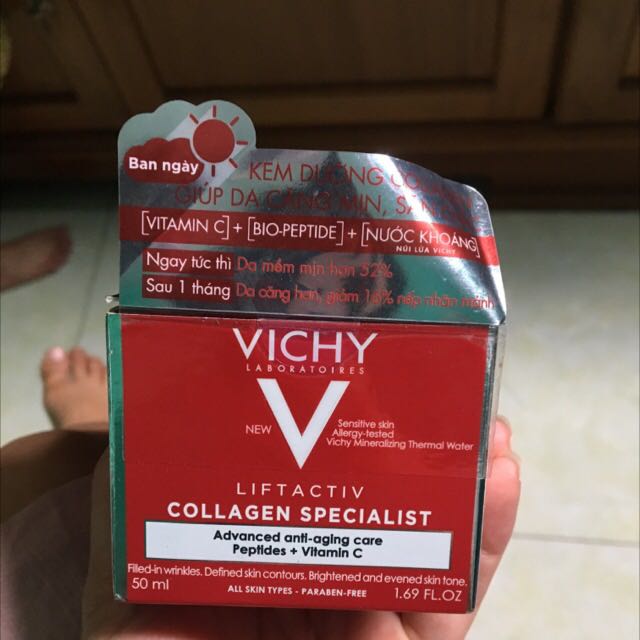 Ban ngày
KEM DƯỠNG
GIÚP DA CĂNG MỊN,
[VITAMIN C] + [BIO-PEPTIDE] + [NƯỚC KHOÁNG]
NÚI LỬA VICHY
Ngay tức thì Da mềm mịn hơn 52%
Sau 1 tháng Da căng hơn, giảm 16% nếp nhăn mảnh
VICHY
LABORATOIRES
NEW
Sensitive skin
Allergy-tested
Vichy Mineralizing Thermal Water
LIFTACTIV
COLLAGEN SPECIALIST
Advanced anti-aging care
Peptides + Vitamin C
Filled-in wrinkles. Defined skin contours. Brightened and evened skin tone.
50 ml ALL SKIN TYPES - PARABEN-FREE 1.69 FL.OZ